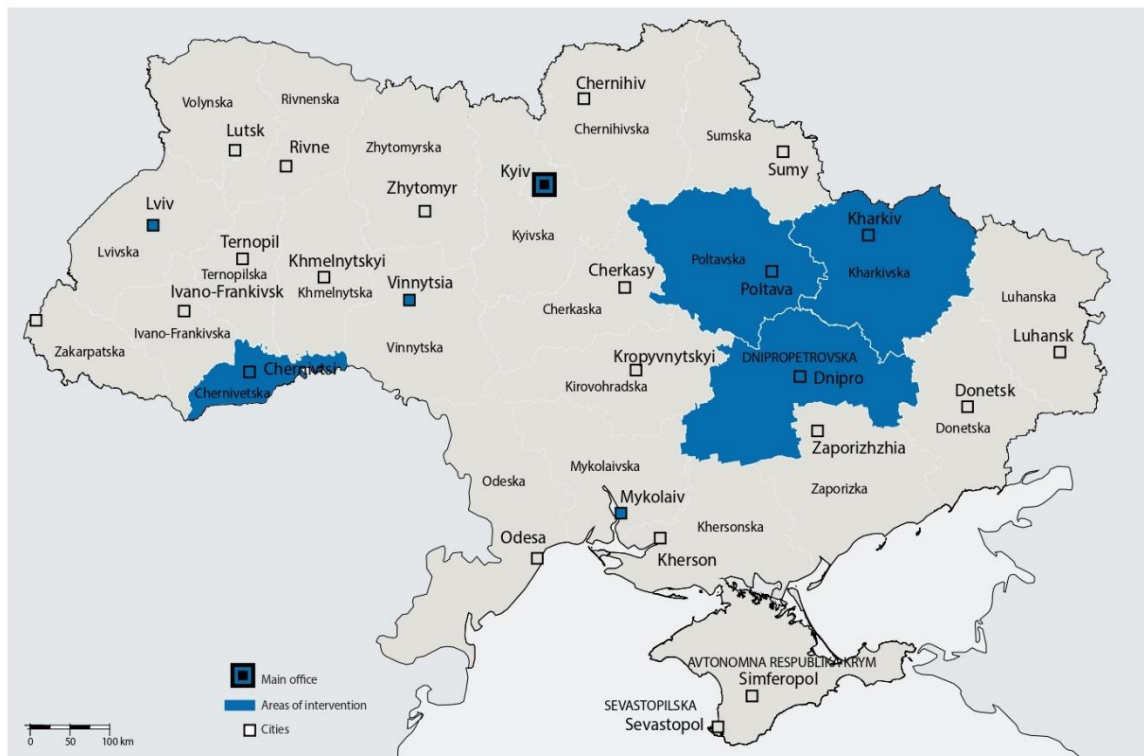 Chernihiv
Volynska
Rivnenska
Chernihivska
Lutsk
Sumska
Rivne
Zhytomyrska
Sumy
Kyiv
Zhytomyr
Lviv
Kharkiv
Kyivska
Lvivska
Ternopil
Poltavska
Ternopilska
Khmelnytskyi
Cherkasy
Kharkivska
Vinnytsia
Poltava
Khmelnytska
Ivano-Frankivsk
Luhanska
Cherkaska
Ivano-Frankivska
Luhansk
Zakarpatska
Vinnytska
Kropyvnytskyi
DNIPROPETROVSKA
Chernivtsi
Dnipro
Kirovohradska
Chernivetska
Donetsk
Donetska
Zaporizhzhia
Mykolaivska
Odeska
Zaporizka
Mykolaiv
Khersonska
Odesa
Kherson
AVTONOMNA RESPUBLIKA KRYM
Simferopol
SEVASTOPILSKA
Sevastopol
Main office
Areas of intervention
Cities
0 50 100 km